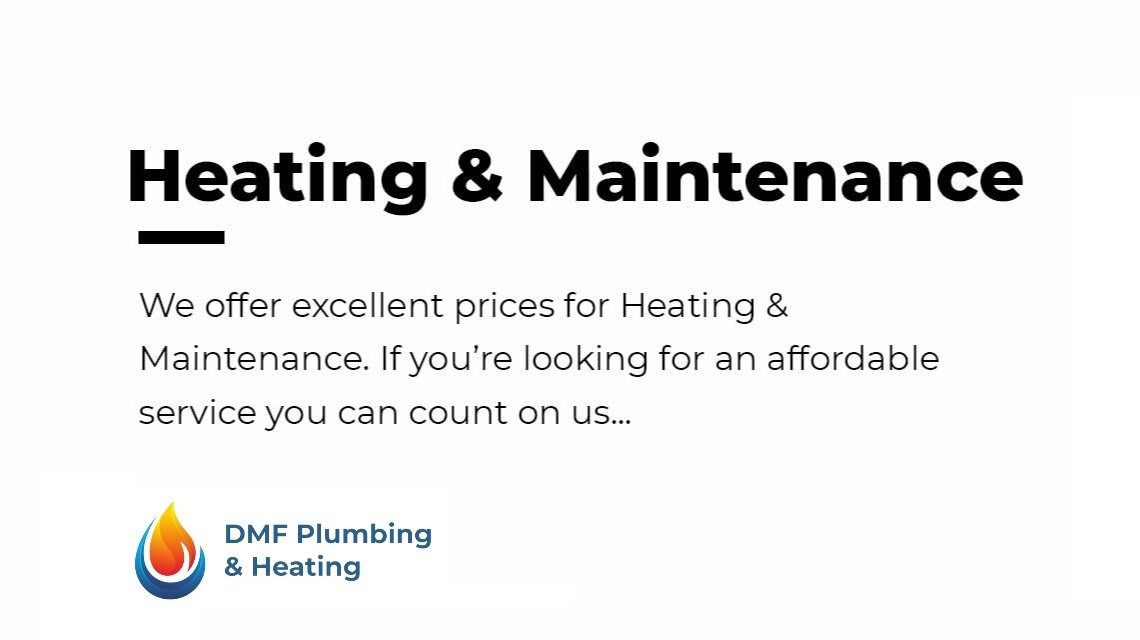 Heating & Maintenance
We offer excellent prices for Heating &
Maintenance. If you’re looking for an affordable
service you can count on us...
DMF Plumbing
& Heating